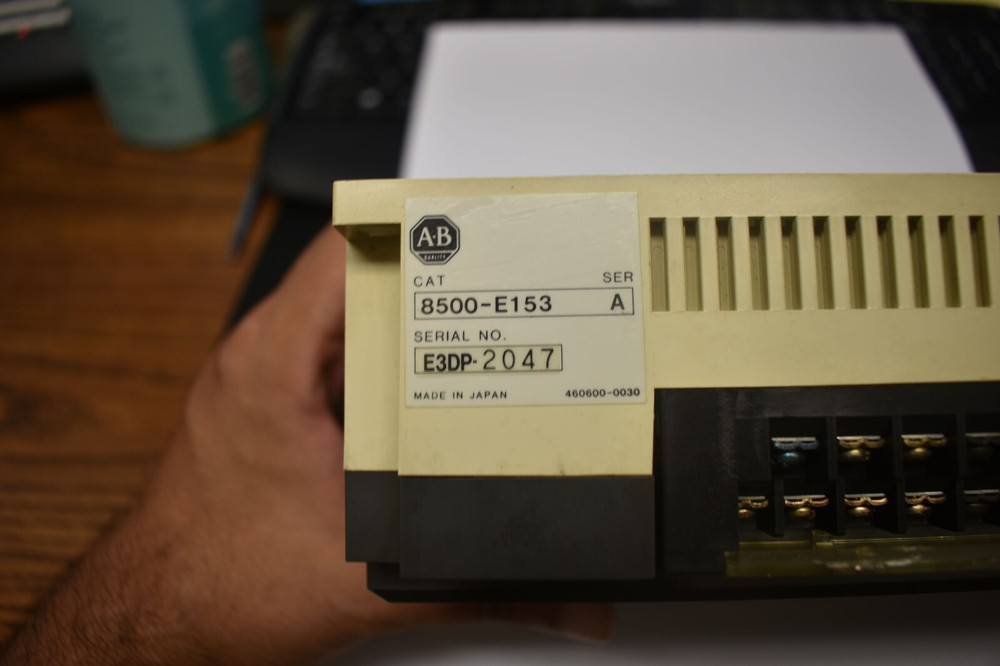 A·B
QUALITY
CAT SER
8500-E153 A
SERIAL NO.
E3DP-2047
MADE IN JAPAN 460600-0030